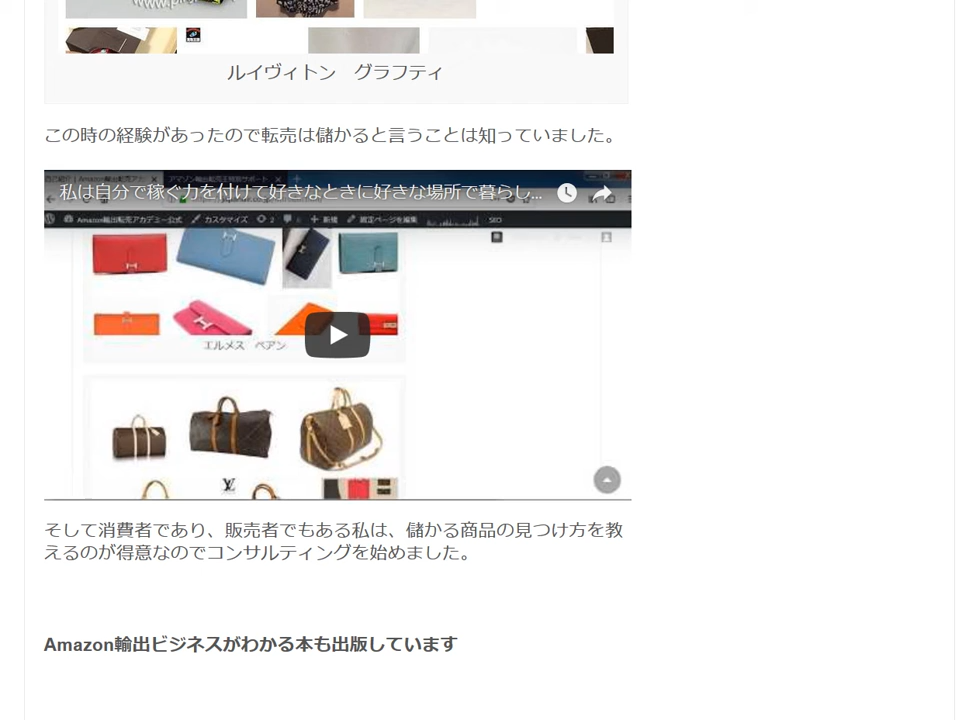 ルイヴィトン　グラフティ
この時の経験があったので転売は儲かると言うことは知っていました。
私は自分で稼ぐ力を付けて好きなときに好きな場所で暮らし...
Amazon輸出転売アカデミー公式 カスタマイズ 2 新規 固定ページを編集 SEO
エルメス　ベアン
そして消費者であり、販売者でもある私は、儲かる商品の見つけ方を教
えるのが得意なのでコンサルティングを始めました。
Amazon輸出ビジネスがわかる本も出版しています